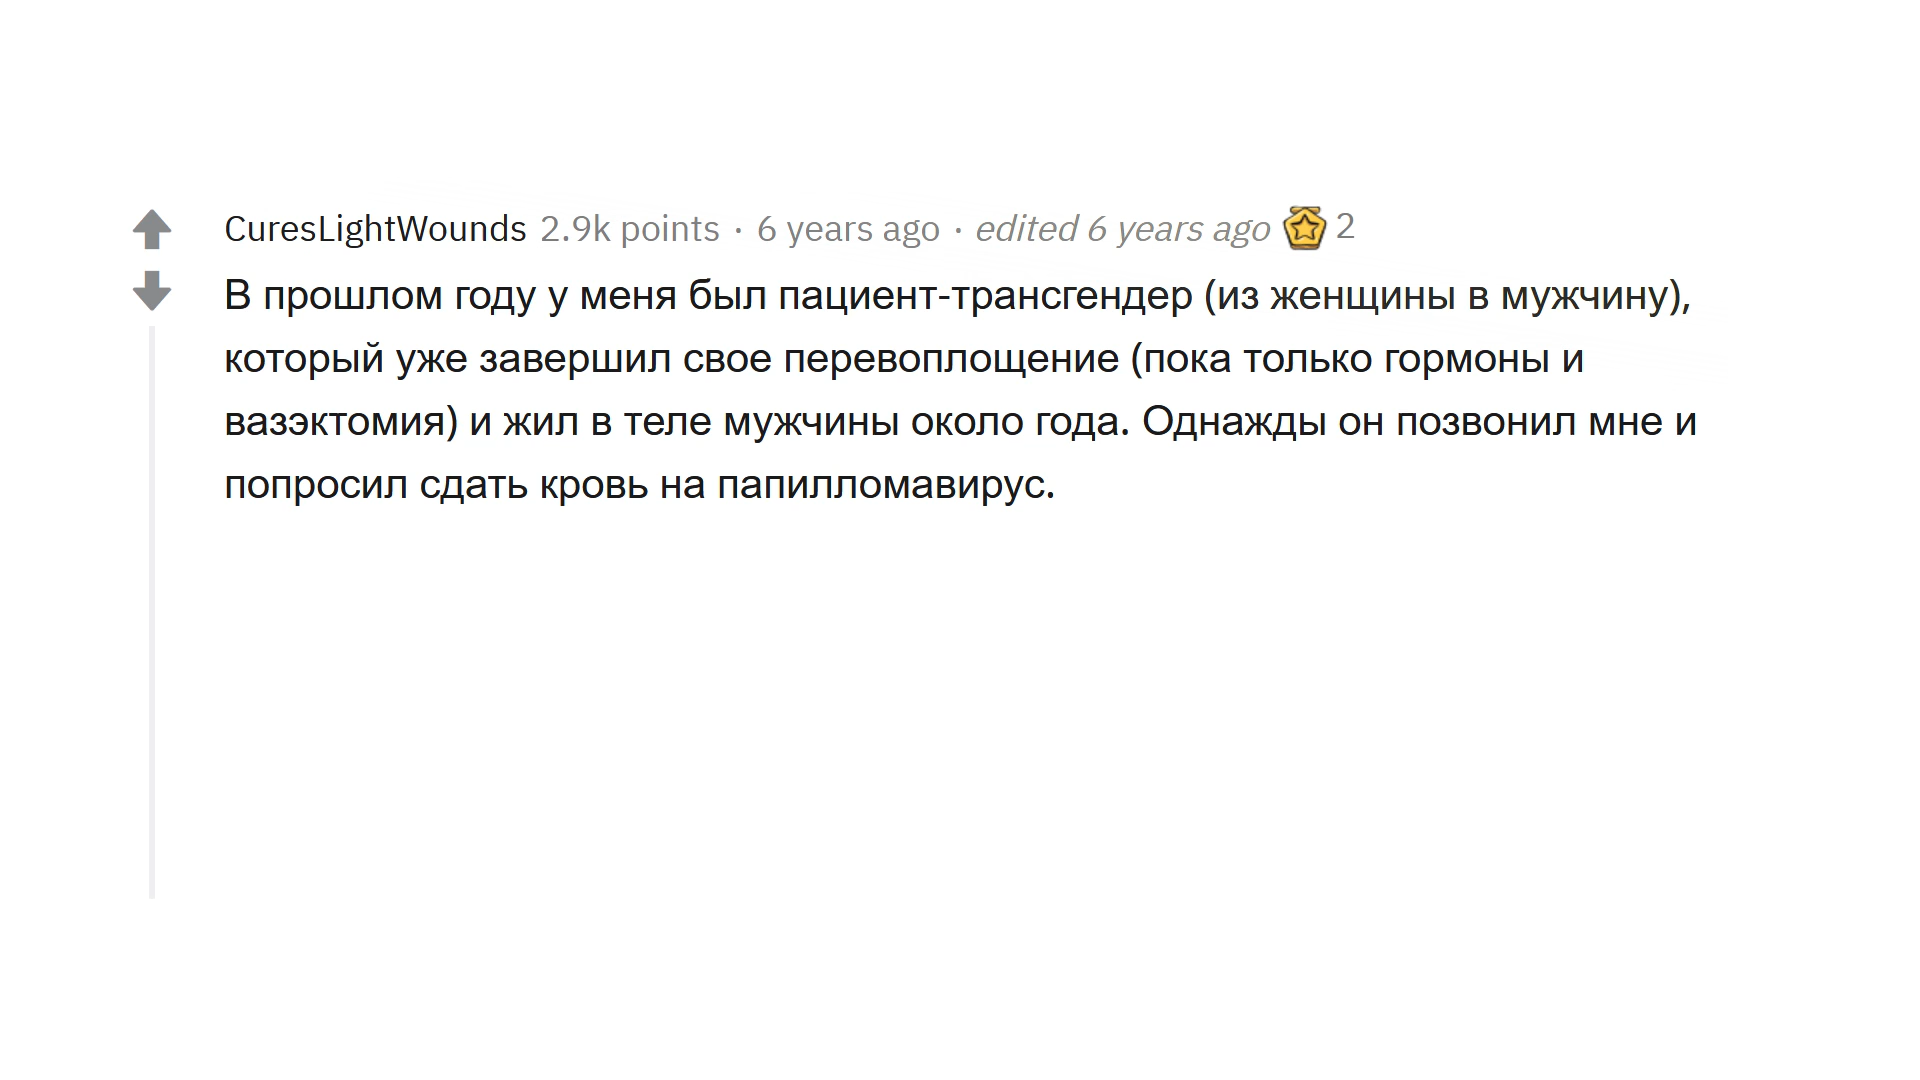 CuresLightWounds 2.9k points · 6 years ago · edited 6 years ago 2
В прошлом году у меня был пациент-трансгендер (из женщины в мужчину),
который уже завершил свое перевоплощение (пока только гормоны и
вазэктомия) и жил в теле мужчины около года. Однажды он позвонил мне и
попросил сдать кровь на папилломавирус.